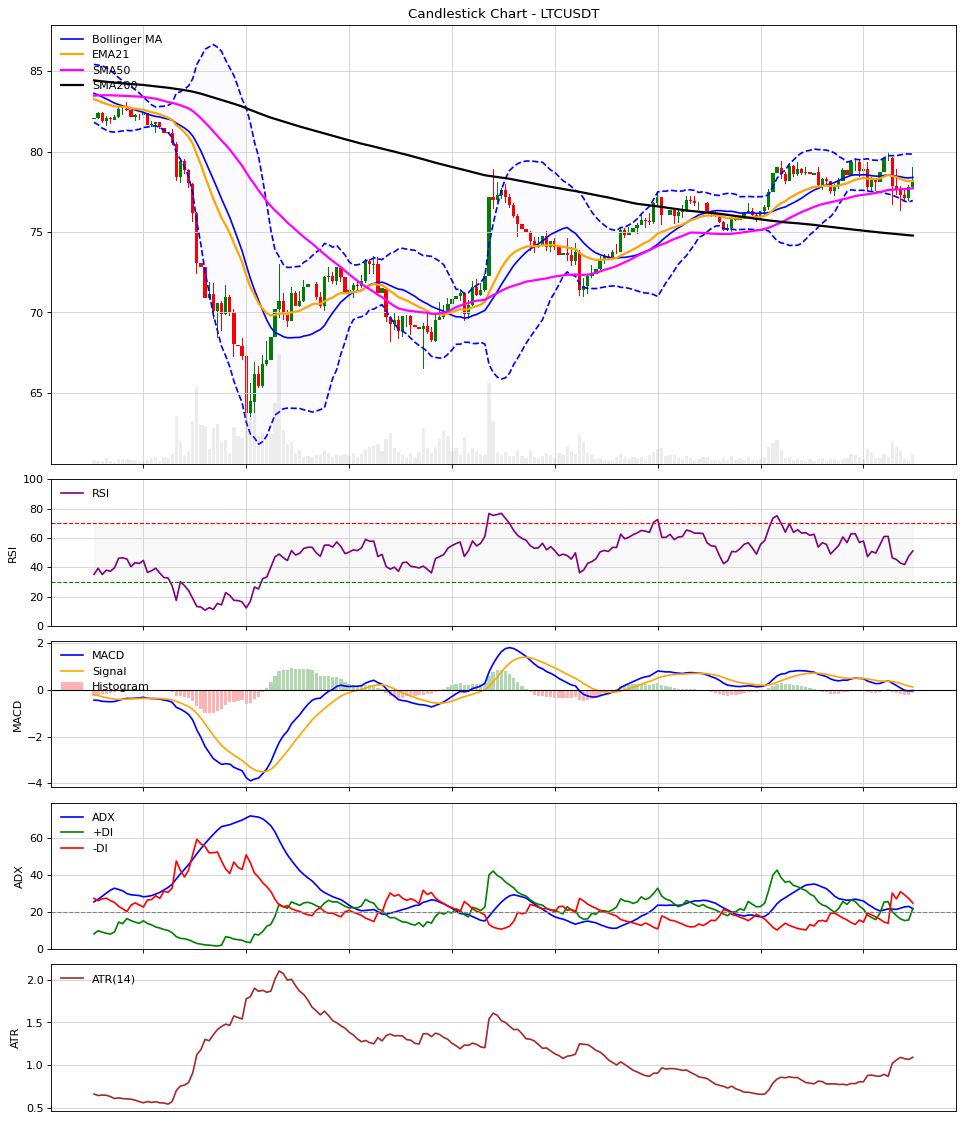 Candlestick Chart - LTCUSDT
Bollinger MA
EMA21
SMA50
SMA200
85
80
75
70
65
RSI
100
80
60
40
20
0
RSI
MACD
Signal
Histogram
2
0
−2
−4
MACD
ADX
+DI
-DI
60
40
20
0
ADX
ATR(14)
2.0
1.5
1.0
0.5
ATR